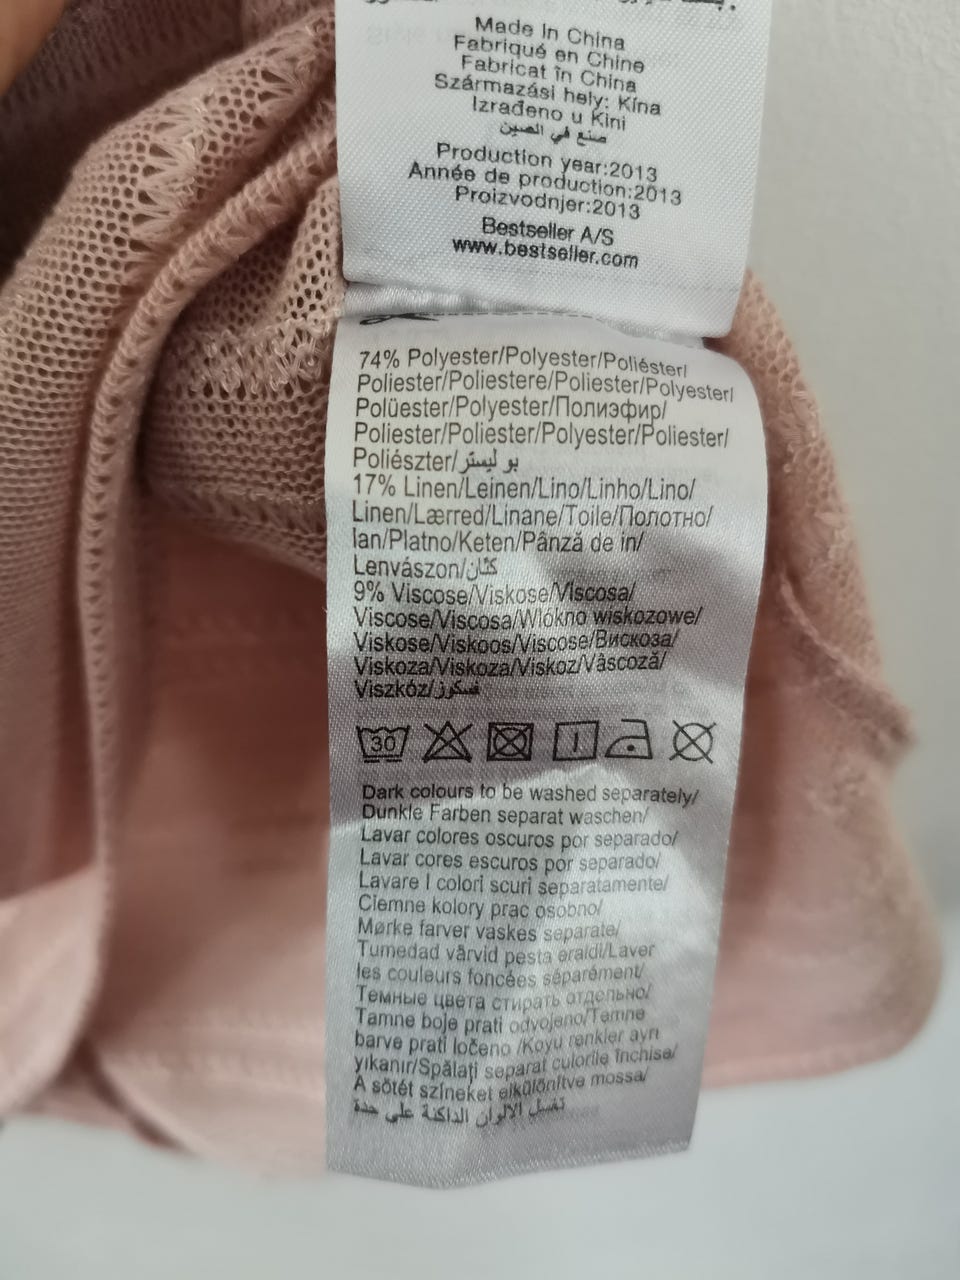 Made In China
Fabriqué en Chine
Fabricat în China
Származási hely: Kína
Izrađeno u Kini
صنع في الصين
Production year:2013
Année de production:2013
Proizvodnjer:2013
Bestseller A/S
www.bestseller.com
74% Polyester/Polyester/Poliéster/
Poliester/Poliestere/Poliester/Polyester/
Polüester/Polyester/Полиэфир/
Poliester/Poliester/Polyester/Poliester/
Poliészter/بو ليستر
17% Linen/Leinen/Lino/Linho/Lino/
Linen/Lærred/Linane/Toile/Полотно/
lan/Platno/Keten/Pânză de in/
Lenvászon/كتّان
9% Viscose/Viskose/Viscosa/
Viscose/Viscosa/Wlókno wiskozowe/
Viskose/Viskoos/Viscose/Вискоза/
Viskoza/Viskoza/Viskoz/Vâscoză/
Viszkóz/فسكوز
30
Dark colours to be washed separately/
Dunkle Farben separat waschen/
Lavar colores oscuros por separado/
Lavar cores escuros por separado/
Lavare I colori scuri separatamente/
Ciemne kolory prac osobno/
Mørke farver vaskes separate/
Tumedad värvid pesta eraldi/Laver
les couleurs foncées séparément/
Темные цвета стирать отдельно/
Tamne boje prati odvojeno/Temne
barve prati ločeno /Koyu renkler ayrı
yıkanır/Spălaţi separat culorile închise/
A sötét színeket elkülönítve mossa/
تغسل الالوان الداكنة على حدة